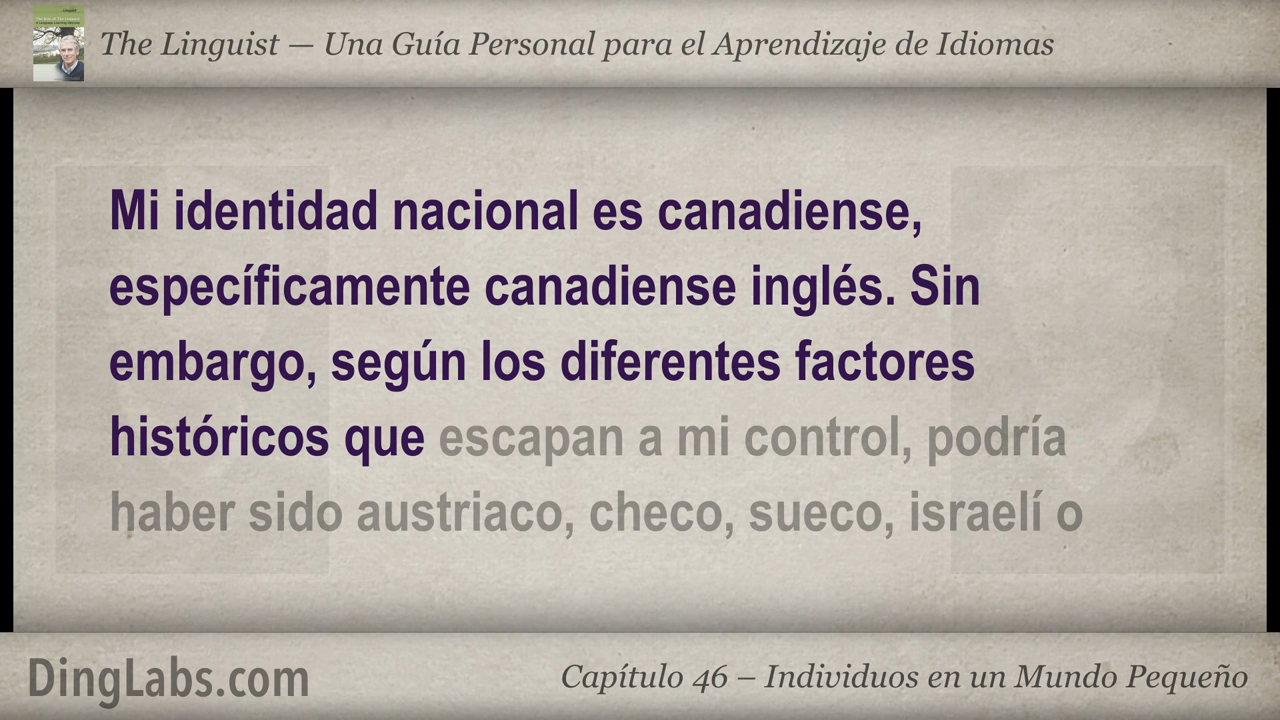 The Linguist — Una Guía Personal para el Aprendizaje de Idiomas
Mi identidad nacional es canadiense,
específicamente canadiense inglés. Sin
embargo, según los diferentes factores
históricos que escapan a mi control, podría
haber sido austriaco, checo, sueco, israelí o
DingLabs.com
Capítulo 46 – Individuos en un Mundo Pequeño